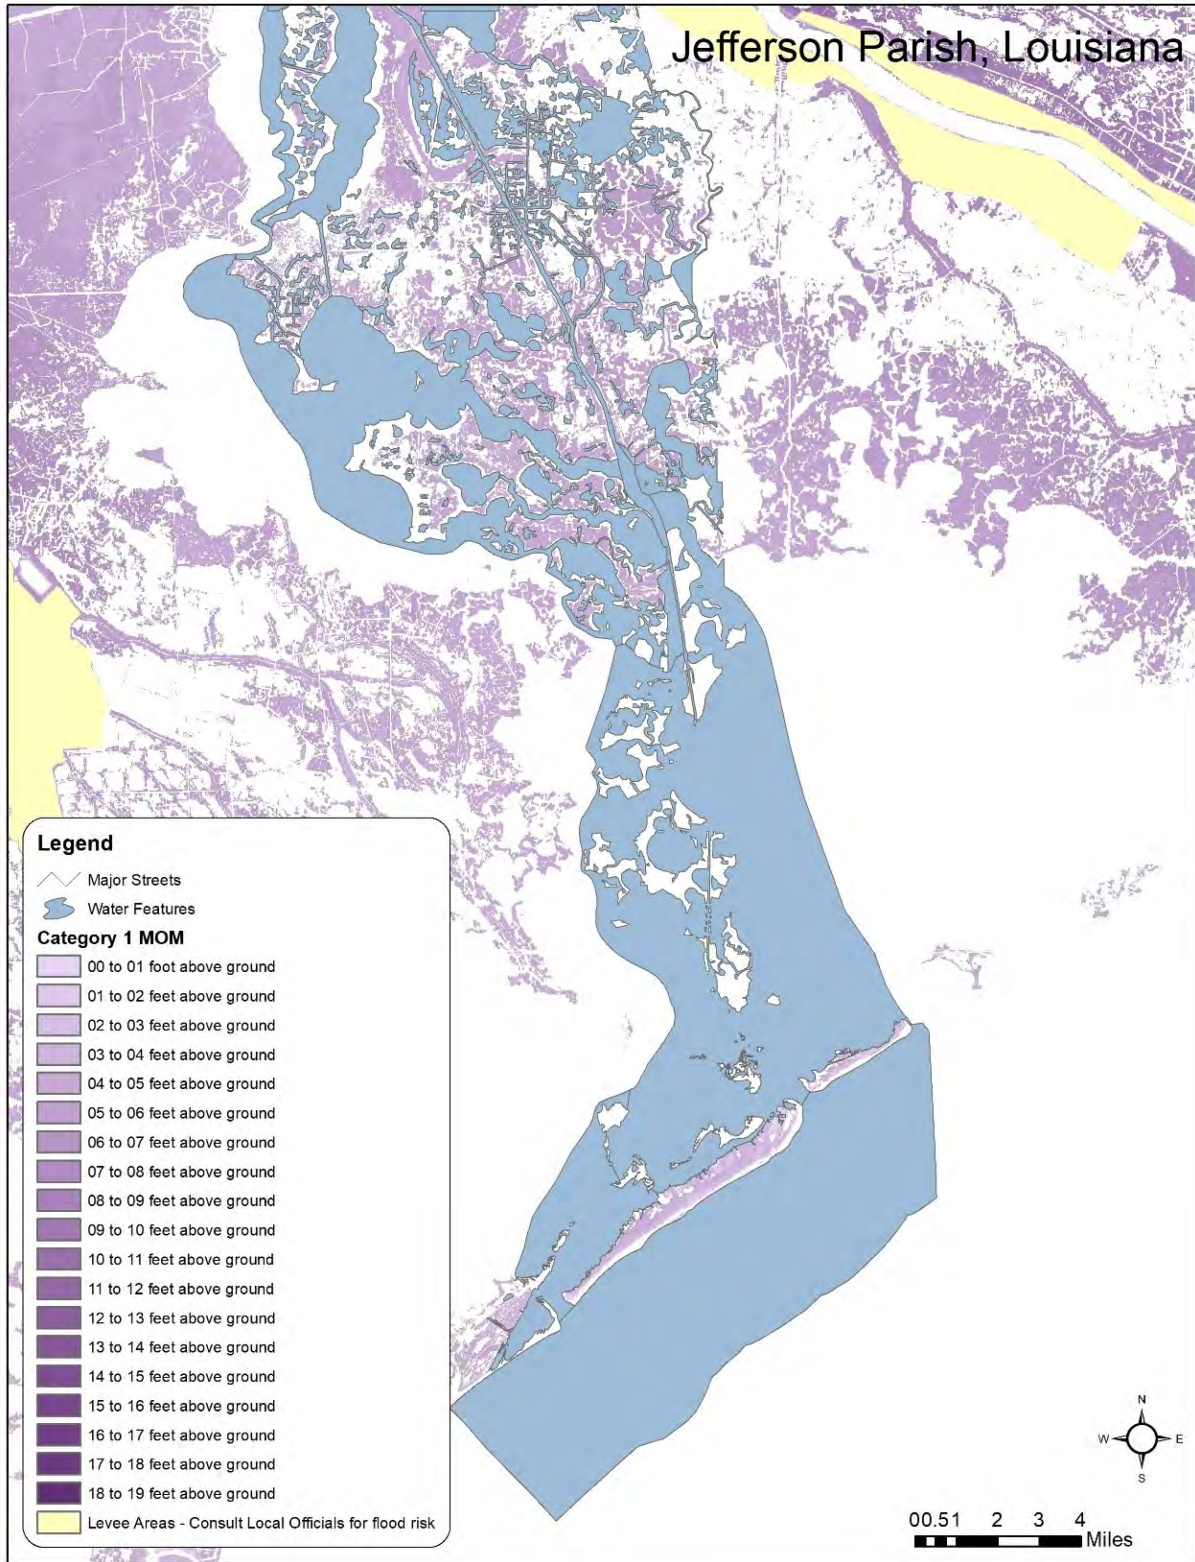 Jefferson Parish, Louisiana
Legend
Major Streets
Water Features
Category 1 MOM
00 to 01 foot above ground
01 to 02 feet above ground
02 to 03 feet above ground
03 to 04 feet above ground
04 to 05 feet above ground
05 to 06 feet above ground
06 to 07 feet above ground
07 to 08 feet above ground
08 to 09 feet above ground
09 to 10 feet above ground
10 to 11 feet above ground
11 to 12 feet above ground
12 to 13 feet above ground
13 to 14 feet above ground
14 to 15 feet above ground
15 to 16 feet above ground
16 to 17 feet above ground
17 to 18 feet above ground
18 to 19 feet above ground
Levee Areas - Consult Local Officials for flood risk
N
W E
S
00.51 2 3 4
Miles